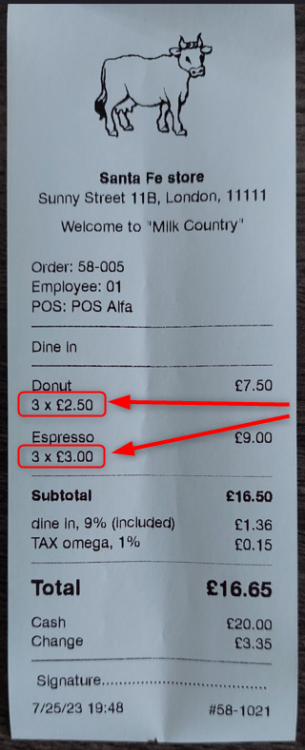 Santa Fe store
Sunny Street 11B, London, 11111
Welcome to "Milk Country"
Order: 58-005
Employee: 01
POS: POS Alfa
Dine in
Donut £7.50
3 x £2.50
Espresso £9.00
3 x £3.00
Subtotal £16.50
dine in, 9% (included) £1.36
TAX omega, 1% £0.15
Total £16.65
Cash £20.00
Change £3.35
Signature.................................
7/25/23 19:48 #58-1021